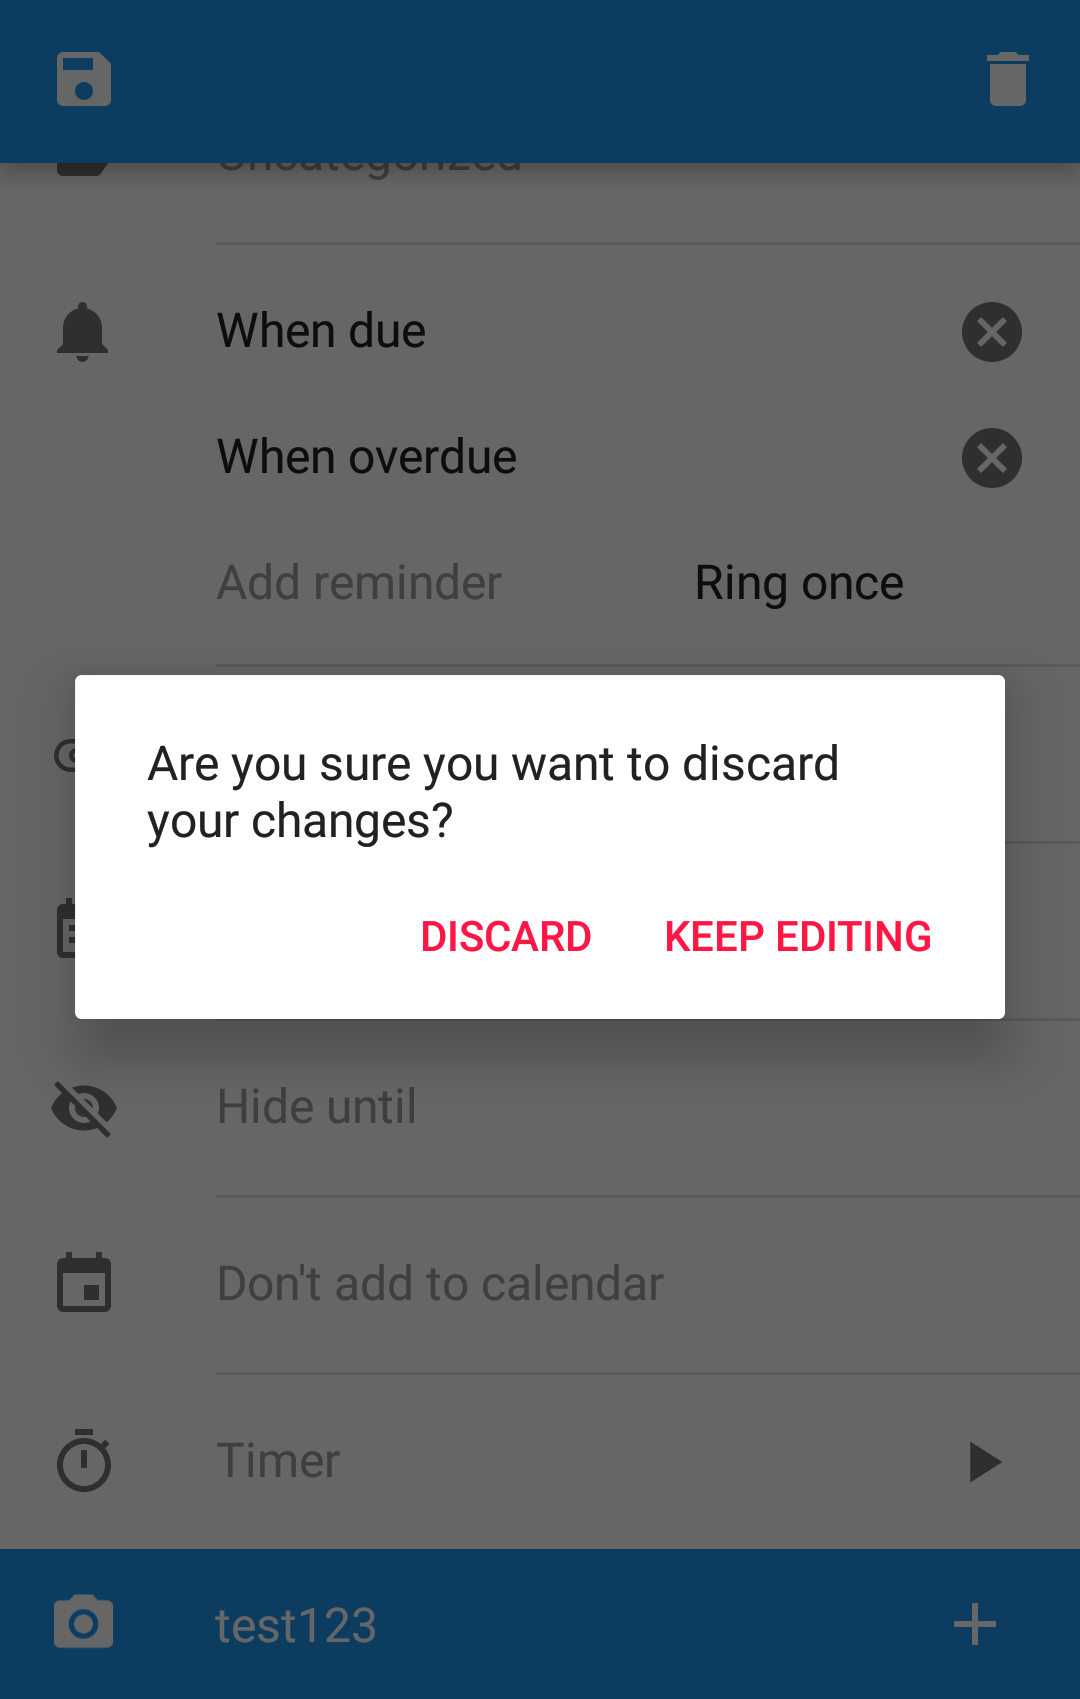 Uncategorized
When due
When overdue
Add reminder Ring once
Are you sure you want to discard
your changes?
DISCARD KEEP EDITING
Hide until
Don't add to calendar
Timer
test123